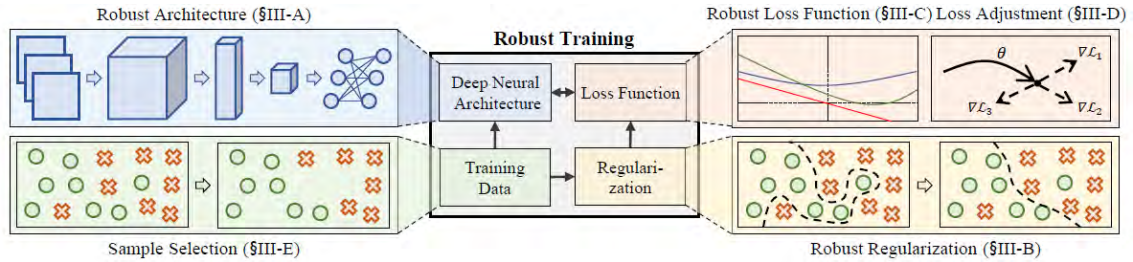 Robust Architecture (§III-A)
Robust Loss Function (§III-C) Loss Adjustment (§III-D)
Robust Training
Deep Neural
Architecture
Loss Function
θ
∇ℒ₁
∇ℒ₃
∇ℒ₂
Training
Data
Regulari-
zation
Sample Selection (§III-E)
Robust Regularization (§III-B)